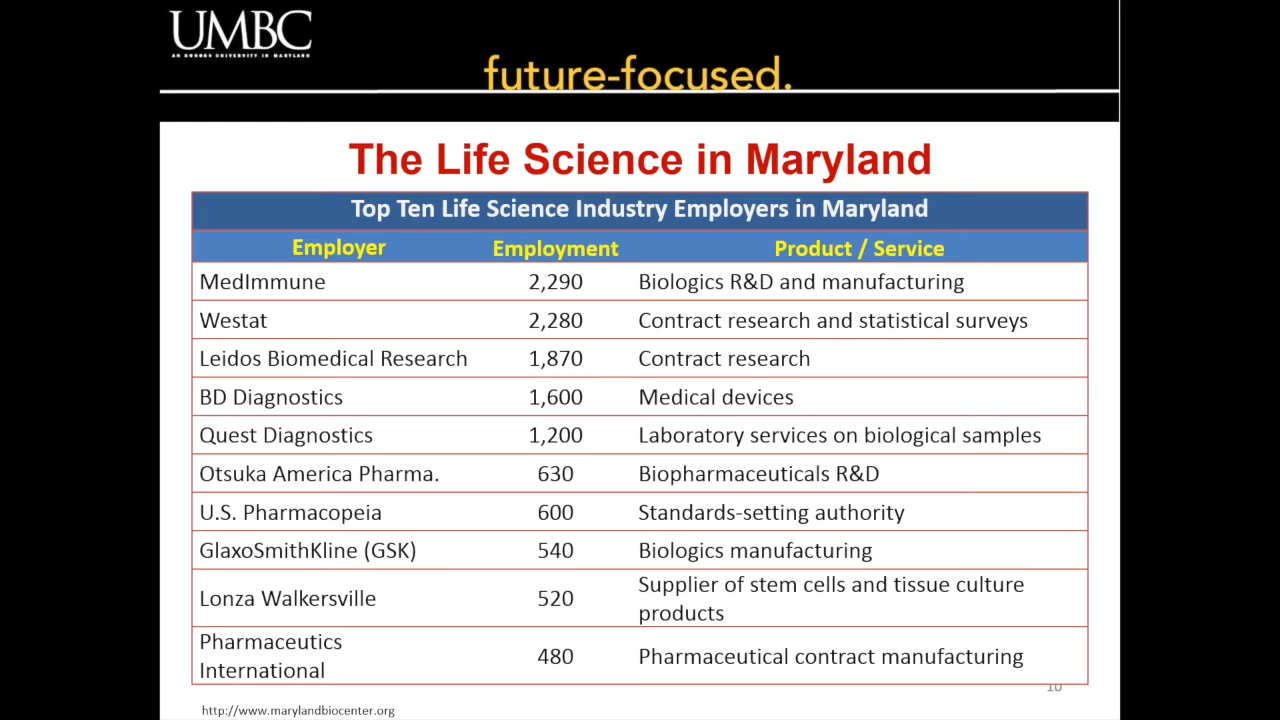 UMBC
AN HONORS UNIVERSITY IN MARYLAND
future-focused.
The Life Science in Maryland
Top Ten Life Science Industry Employers in Maryland
Employer Employment Product / Service
MedImmune 2,290 Biologics R&D and manufacturing
Westat 2,280 Contract research and statistical surveys
Leidos Biomedical Research 1,870 Contract research
BD Diagnostics 1,600 Medical devices
Quest Diagnostics 1,200 Laboratory services on biological samples
Otsuka America Pharma. 630 Biopharmaceuticals R&D
U.S. Pharmacopeia 600 Standards-setting authority
GlaxoSmithKline (GSK) 540 Biologics manufacturing
Lonza Walkersville 520 Supplier of stem cells and tissue culture
products
Pharmaceutics
International 480 Pharmaceutical contract manufacturing
10
http://www.marylandbiocenter.org